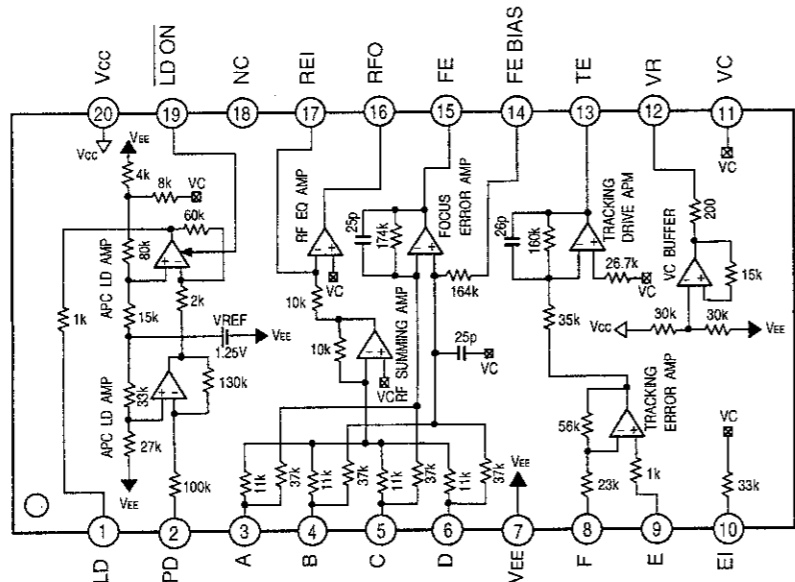 Vcc
LD ON
NC
REI
RFO
FE
FE BIAS
TE
VR
VC
20
19
18
17
16
15
14
13
12
11
Vcc
VEE
4k
8k
VC
60k
80k
APC LD AMP
2k
1k
15k
VREF
1.25V
VEE
APC LD AMP
33k
130k
27k
VEE
100k
RF EQ AMP
VC
10k
10k
RF SUMMING AMP
VC
25p
174k
FOCUS
ERROR AMP
164k
25p
VC
11k
37k
11k
37k
11k
37k
11k
37k
VEE
26p
160k
TRACKING
DRIVE APM
26.7k
VC
35k
56k
TRACKING
ERROR AMP
23k
1k
200
VC BUFFER
15k
Vcc
30k
30k
VEE
VC
33k
1
2
3
4
5
6
7
8
9
10
LD
PD
A
B
C
D
VEE
F
E
EI